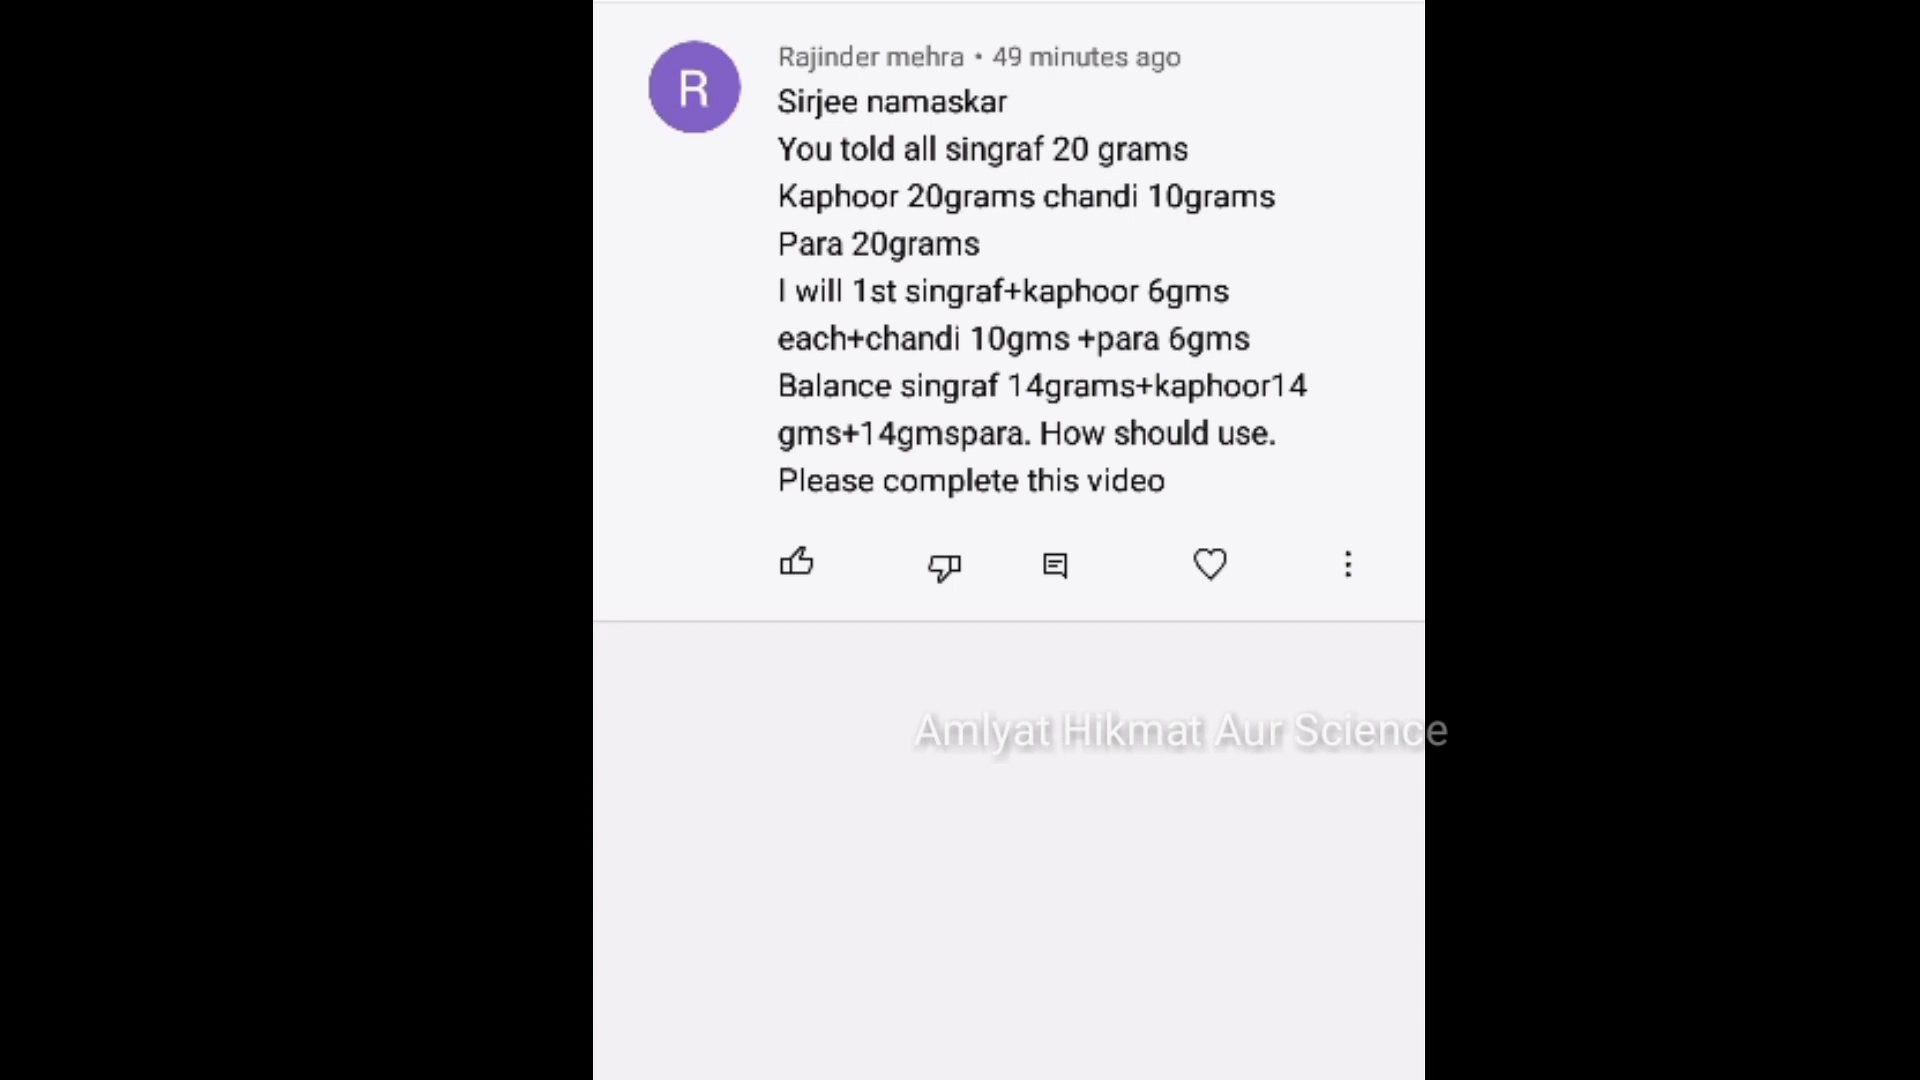 R
Rajinder mehra • 49 minutes ago
Sirjee namaskar
You told all singraf 20 grams
Kaphoor 20grams chandi 10grams
Para 20grams
I will 1st singraf+kaphoor 6gms
each+chandi 10gms +para 6gms
Balance singraf 14grams+kaphoor14
gms+14gmspara. How should use.
Please complete this video
Amlyat Hikmat Aur Science